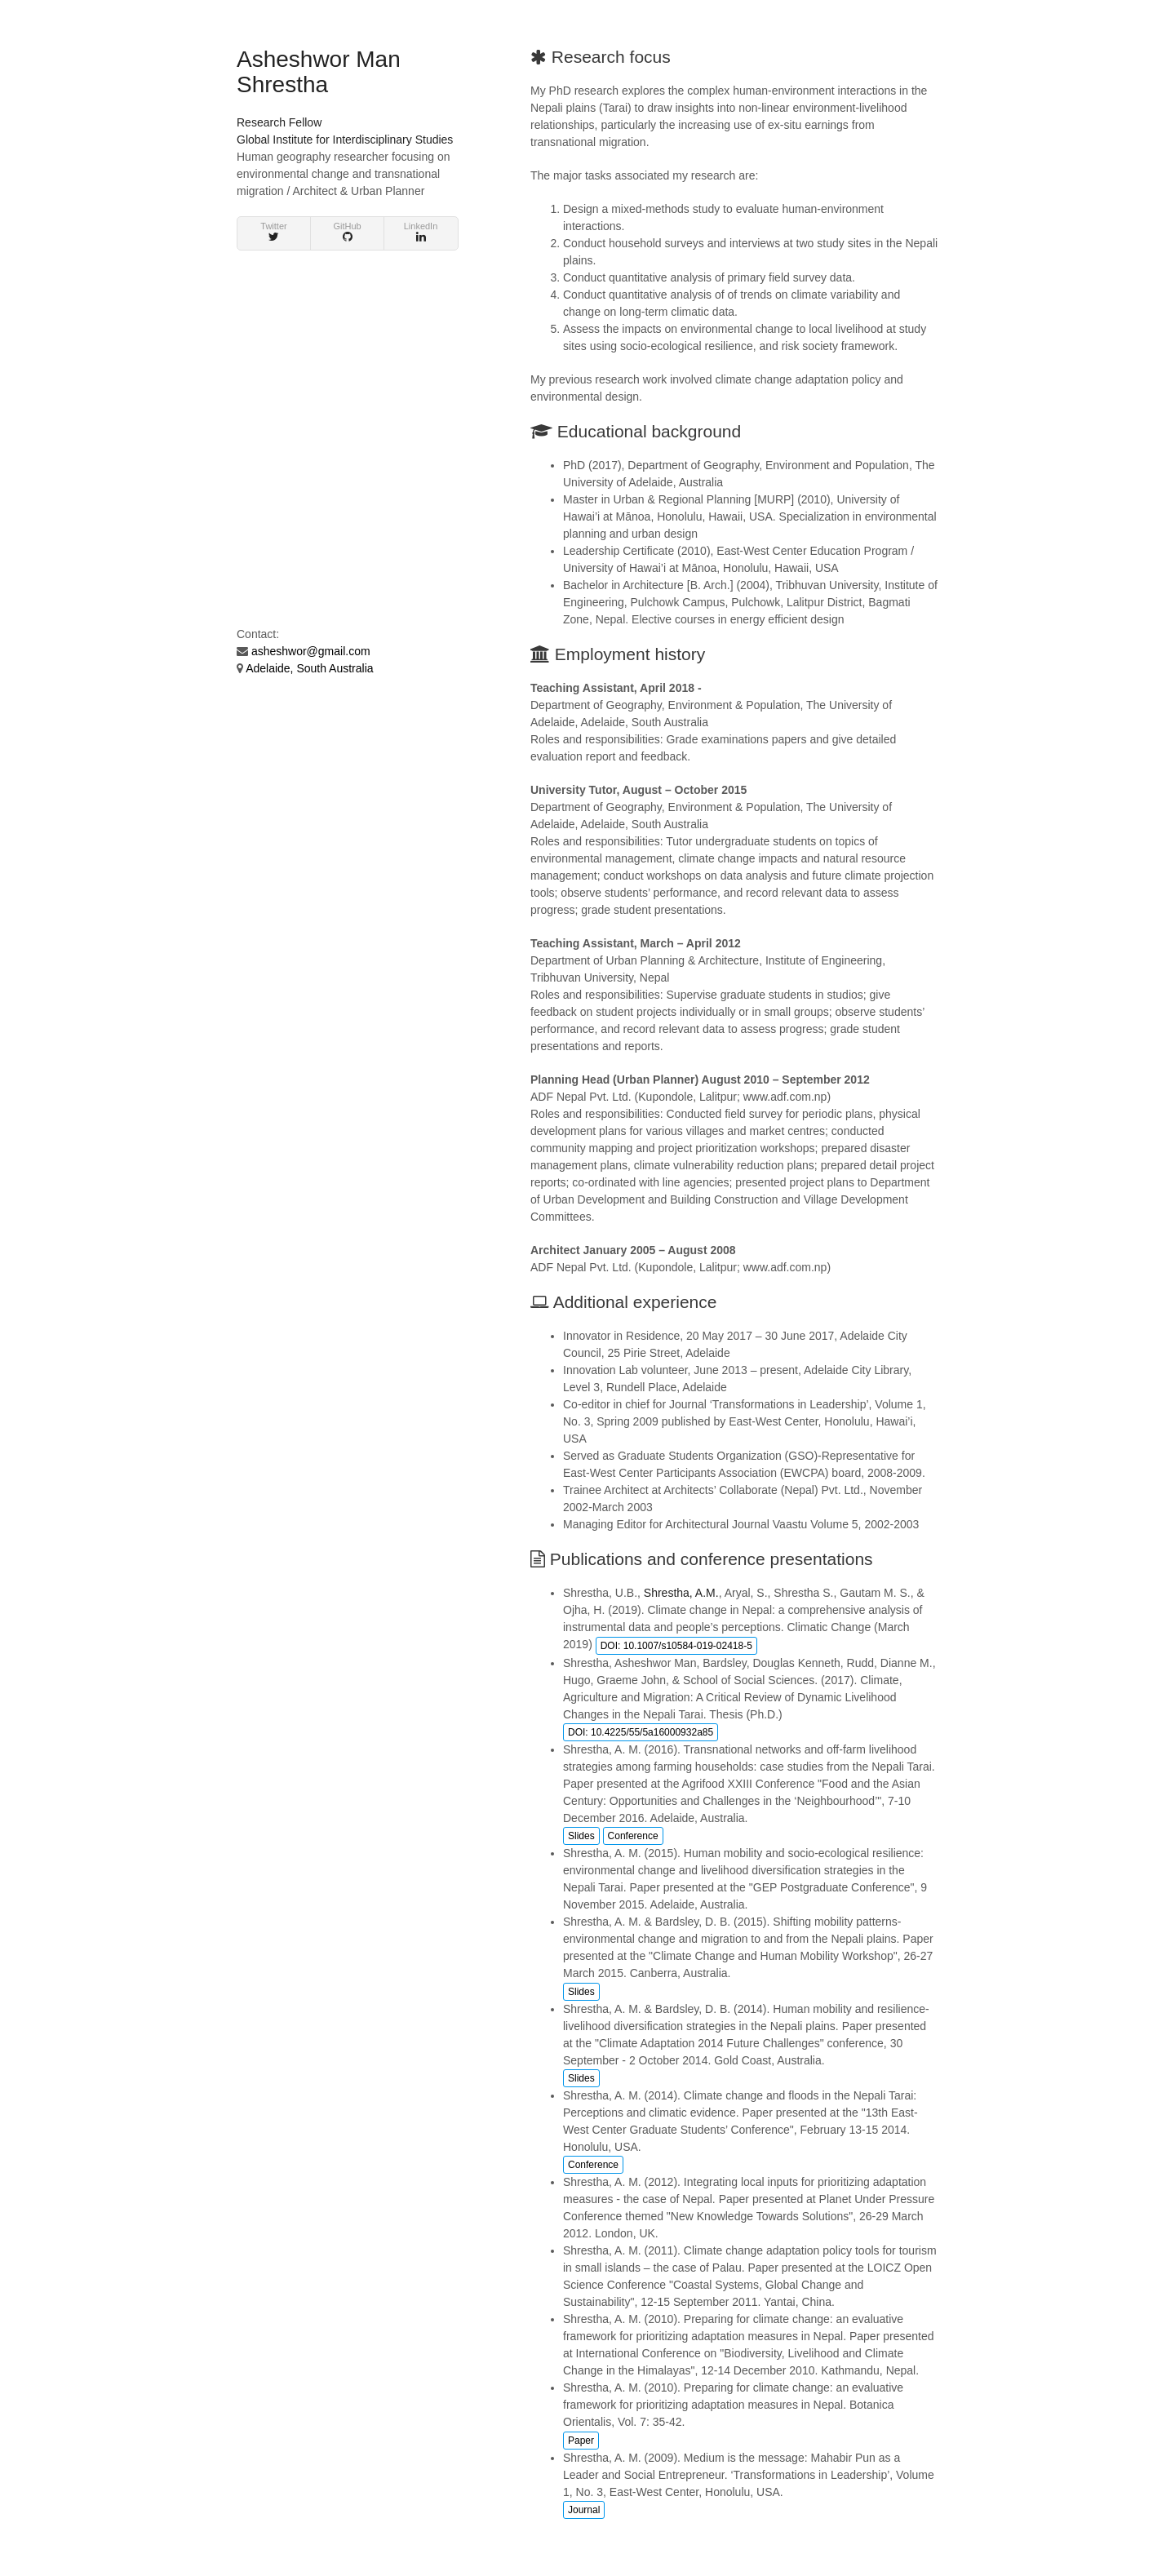 Asheshwor Man
Shrestha
Research Fellow
Global Institute for Interdisciplinary Studies
Human geography researcher focusing on
environmental change and transnational
migration / Architect & Urban Planner
Twitter
GitHub
LinkedIn
Contact:
asheshwor@gmail.com
Adelaide, South Australia
Research focus
My PhD research explores the complex human-environment interactions in the
Nepali plains (Tarai) to draw insights into non-linear environment-livelihood
relationships, particularly the increasing use of ex-situ earnings from
transnational migration.
The major tasks associated my research are:
1. Design a mixed-methods study to evaluate human-environment
interactions.
2. Conduct household surveys and interviews at two study sites in the Nepali
plains.
3. Conduct quantitative analysis of primary field survey data.
4. Conduct quantitative analysis of of trends on climate variability and
change on long-term climatic data.
5. Assess the impacts on environmental change to local livelihood at study
sites using socio-ecological resilience, and risk society framework.
My previous research work involved climate change adaptation policy and
environmental design.
Educational background
• PhD (2017), Department of Geography, Environment and Population, The
University of Adelaide, Australia
• Master in Urban & Regional Planning [MURP] (2010), University of
Hawai’i at Mānoa, Honolulu, Hawaii, USA. Specialization in environmental
planning and urban design
• Leadership Certificate (2010), East-West Center Education Program /
University of Hawai’i at Mānoa, Honolulu, Hawaii, USA
• Bachelor in Architecture [B. Arch.] (2004), Tribhuvan University, Institute of
Engineering, Pulchowk Campus, Pulchowk, Lalitpur District, Bagmati
Zone, Nepal. Elective courses in energy efficient design
Employment history
Teaching Assistant, April 2018 -
Department of Geography, Environment & Population, The University of
Adelaide, Adelaide, South Australia
Roles and responsibilities: Grade examinations papers and give detailed
evaluation report and feedback.
University Tutor, August – October 2015
Department of Geography, Environment & Population, The University of
Adelaide, Adelaide, South Australia
Roles and responsibilities: Tutor undergraduate students on topics of
environmental management, climate change impacts and natural resource
management; conduct workshops on data analysis and future climate projection
tools; observe students’ performance, and record relevant data to assess
progress; grade student presentations.
Teaching Assistant, March – April 2012
Department of Urban Planning & Architecture, Institute of Engineering,
Tribhuvan University, Nepal
Roles and responsibilities: Supervise graduate students in studios; give
feedback on student projects individually or in small groups; observe students’
performance, and record relevant data to assess progress; grade student
presentations and reports.
Planning Head (Urban Planner) August 2010 – September 2012
ADF Nepal Pvt. Ltd. (Kupondole, Lalitpur; www.adf.com.np)
Roles and responsibilities: Conducted field survey for periodic plans, physical
development plans for various villages and market centres; conducted
community mapping and project prioritization workshops; prepared disaster
management plans, climate vulnerability reduction plans; prepared detail project
reports; co-ordinated with line agencies; presented project plans to Department
of Urban Development and Building Construction and Village Development
Committees.
Architect January 2005 – August 2008
ADF Nepal Pvt. Ltd. (Kupondole, Lalitpur; www.adf.com.np)
Additional experience
• Innovator in Residence, 20 May 2017 – 30 June 2017, Adelaide City
Council, 25 Pirie Street, Adelaide
• Innovation Lab volunteer, June 2013 – present, Adelaide City Library,
Level 3, Rundell Place, Adelaide
• Co-editor in chief for Journal ‘Transformations in Leadership’, Volume 1,
No. 3, Spring 2009 published by East-West Center, Honolulu, Hawai’i,
USA
• Served as Graduate Students Organization (GSO)-Representative for
East-West Center Participants Association (EWCPA) board, 2008-2009.
• Trainee Architect at Architects’ Collaborate (Nepal) Pvt. Ltd., November
2002-March 2003
• Managing Editor for Architectural Journal Vaastu Volume 5, 2002-2003
Publications and conference presentations
• Shrestha, U.B., Shrestha, A.M., Aryal, S., Shrestha S., Gautam M. S., &
Ojha, H. (2019). Climate change in Nepal: a comprehensive analysis of
instrumental data and people’s perceptions. Climatic Change (March
2019) DOI: 10.1007/s10584-019-02418-5
• Shrestha, Asheshwor Man, Bardsley, Douglas Kenneth, Rudd, Dianne M.,
Hugo, Graeme John, & School of Social Sciences. (2017). Climate,
Agriculture and Migration: A Critical Review of Dynamic Livelihood
Changes in the Nepali Tarai. Thesis (Ph.D.)
DOI: 10.4225/55/5a16000932a85
• Shrestha, A. M. (2016). Transnational networks and off-farm livelihood
strategies among farming households: case studies from the Nepali Tarai.
Paper presented at the Agrifood XXIII Conference "Food and the Asian
Century: Opportunities and Challenges in the ‘Neighbourhood’", 7-10
December 2016. Adelaide, Australia.
Slides Conference
• Shrestha, A. M. (2015). Human mobility and socio-ecological resilience:
environmental change and livelihood diversification strategies in the
Nepali Tarai. Paper presented at the "GEP Postgraduate Conference", 9
November 2015. Adelaide, Australia.
• Shrestha, A. M. & Bardsley, D. B. (2015). Shifting mobility patterns-
environmental change and migration to and from the Nepali plains. Paper
presented at the "Climate Change and Human Mobility Workshop", 26-27
March 2015. Canberra, Australia.
Slides
• Shrestha, A. M. & Bardsley, D. B. (2014). Human mobility and resilience-
livelihood diversification strategies in the Nepali plains. Paper presented
at the "Climate Adaptation 2014 Future Challenges" conference, 30
September - 2 October 2014. Gold Coast, Australia.
Slides
• Shrestha, A. M. (2014). Climate change and floods in the Nepali Tarai:
Perceptions and climatic evidence. Paper presented at the "13th East-
West Center Graduate Students’ Conference", February 13-15 2014.
Honolulu, USA.
Conference
• Shrestha, A. M. (2012). Integrating local inputs for prioritizing adaptation
measures - the case of Nepal. Paper presented at Planet Under Pressure
Conference themed "New Knowledge Towards Solutions", 26-29 March
2012. London, UK.
• Shrestha, A. M. (2011). Climate change adaptation policy tools for tourism
in small islands – the case of Palau. Paper presented at the LOICZ Open
Science Conference "Coastal Systems, Global Change and
Sustainability", 12-15 September 2011. Yantai, China.
• Shrestha, A. M. (2010). Preparing for climate change: an evaluative
framework for prioritizing adaptation measures in Nepal. Paper presented
at International Conference on "Biodiversity, Livelihood and Climate
Change in the Himalayas", 12-14 December 2010. Kathmandu, Nepal.
• Shrestha, A. M. (2010). Preparing for climate change: an evaluative
framework for prioritizing adaptation measures in Nepal. Botanica
Orientalis, Vol. 7: 35-42.
Paper
• Shrestha, A. M. (2009). Medium is the message: Mahabir Pun as a
Leader and Social Entrepreneur. ‘Transformations in Leadership’, Volume
1, No. 3, East-West Center, Honolulu, USA.
Journal